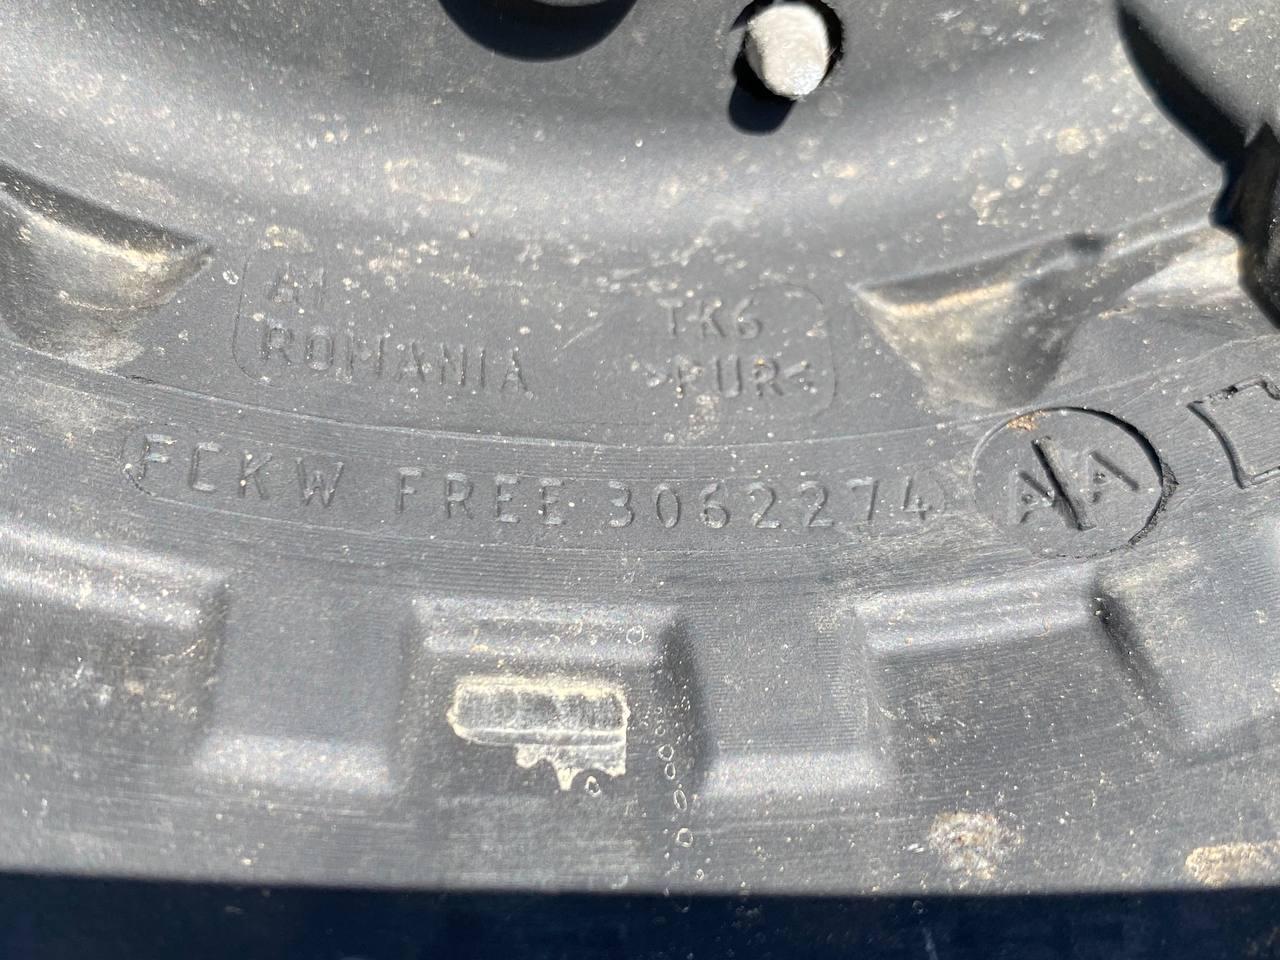 A1
ROMANIA
TK6
>PUR<
FCKW FREE 3062274
A/A